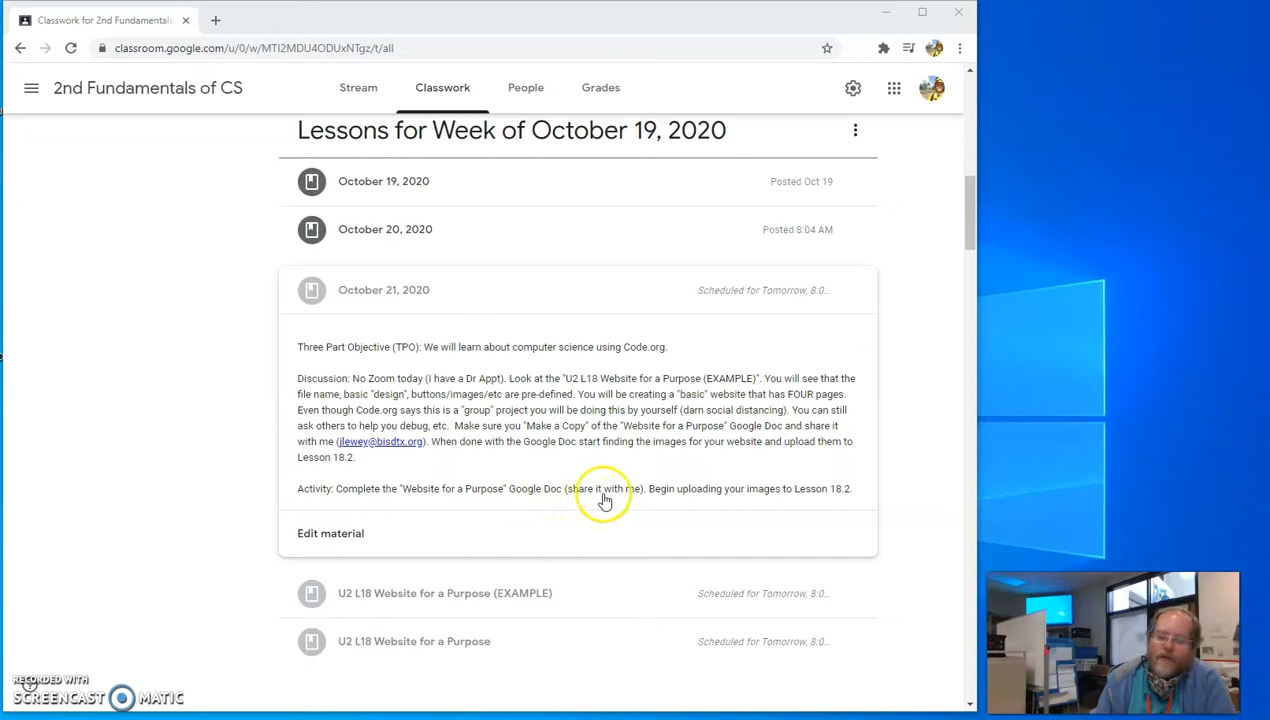 Classwork for 2nd Fundamentals
classroom.google.com/u/0/w/MTI2MDU4ODUxNTgz/t/all
2nd Fundamentals of CS
Stream
Classwork
People
Grades
Lessons for Week of October 19, 2020
October 19, 2020
Posted Oct 19
October 20, 2020
Posted 8:04 AM
October 21, 2020
Scheduled for Tomorrow, 8:0...
Three Part Objective (TPO): We will learn about computer science using Code.org.
Discussion: No Zoom today (I have a Dr Appt). Look at the "U2 L18 Website for a Purpose (EXAMPLE)". You will see that the
file name, basic "design", buttons/images/etc are pre-defined. You will be creating a "basic" website that has FOUR pages.
Even though Code.org says this is a "group" project you will be doing this by yourself (darn social distancing). You can still
ask others to help you debug, etc. Make sure you "Make a Copy" of the "Website for a Purpose" Google Doc and share it
with me (jlewey@bisdtx.org). When done with the Google Doc start finding the images for your website and upload them to
Lesson 18.2.
Activity: Complete the "Website for a Purpose" Google Doc (share it with me). Begin uploading your images to Lesson 18.2.
Edit material
U2 L18 Website for a Purpose (EXAMPLE)
Scheduled for Tomorrow, 8:0...
U2 L18 Website for a Purpose
Scheduled for Tomorrow, 8:0...
RECORDED WITH
SCREENCAST MATIC